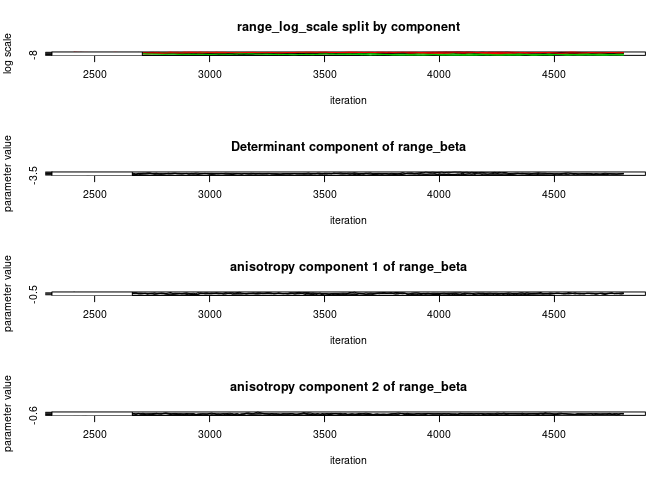 range_log_scale split by component
log scale
-8
2500 3000 3500 4000 4500
iteration
Determinant component of range_beta
parameter value
-3.5
2500 3000 3500 4000 4500
iteration
anisotropy component 1 of range_beta
parameter value
-0.5
2500 3000 3500 4000 4500
iteration
anisotropy component 2 of range_beta
parameter value
-0.6
2500 3000 3500 4000 4500
iteration